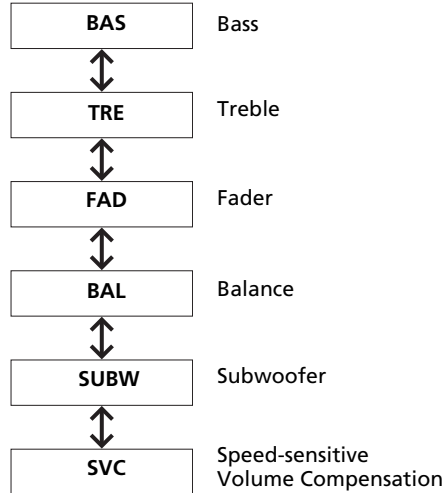 BAS Bass
TRE Treble
FAD Fader
BAL Balance
SUBW Subwoofer
SVC Speed-sensitive
Volume Compensation